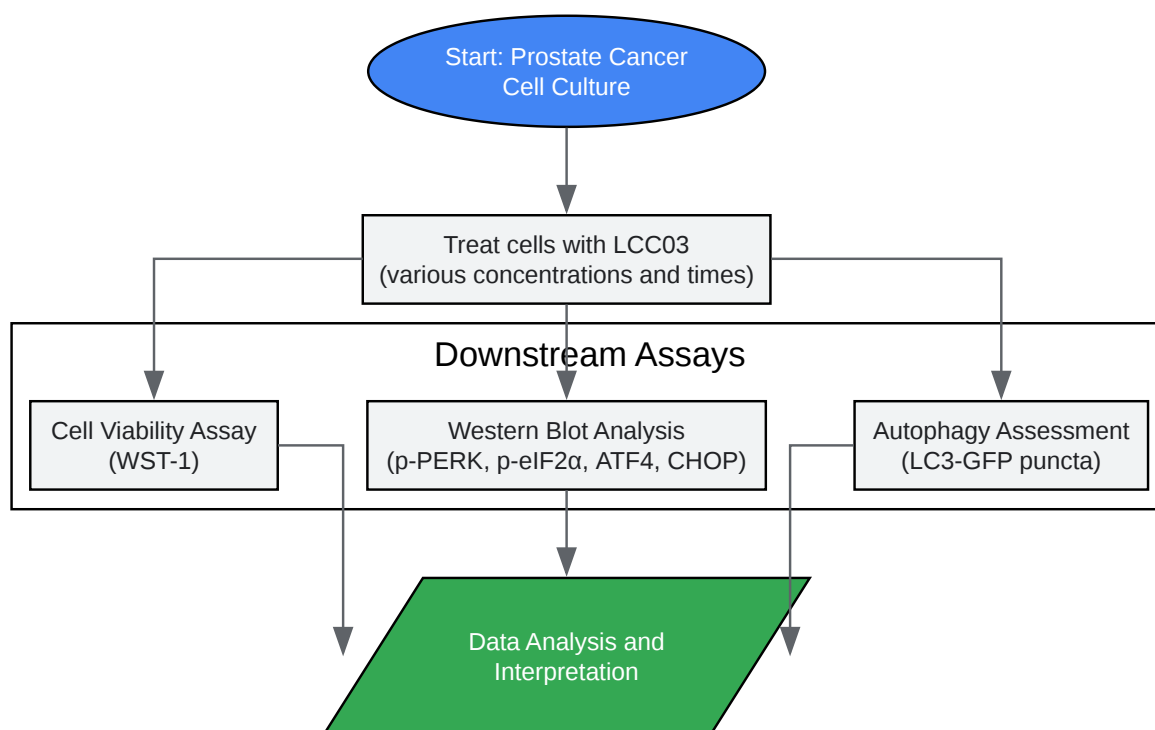 Start: Prostate Cancer
Cell Culture
Treat cells with LCC03
(various concentrations and times)
Downstream Assays
Cell Viability Assay
(WST-1)
Western Blot Analysis
(p-PERK, p-eIF2α, ATF4, CHOP)
Autophagy Assessment
(LC3-GFP puncta)
Data Analysis and
Interpretation